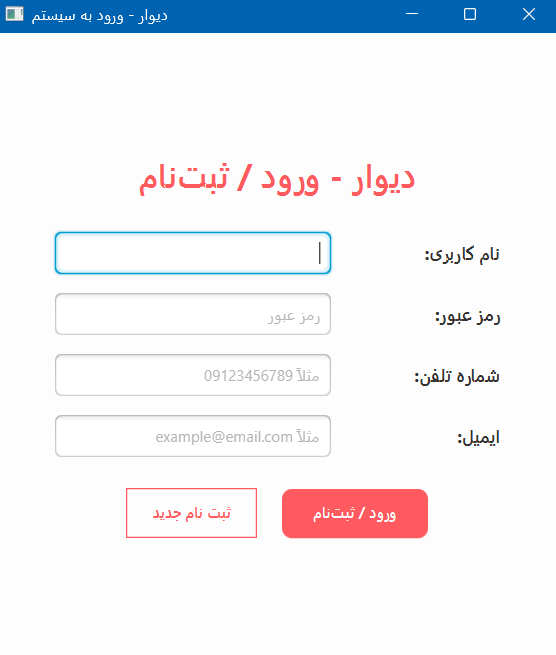 دیوار - ورود به سیستم
دیوار - ورود / ثبت‌نام
نام کاربری:
رمز عبور:
رمز عبور
شماره تلفن:
مثلاً 09123456789
ایمیل:
مثلاً example@email.com
ورود / ثبت‌نام
ثبت نام جدید